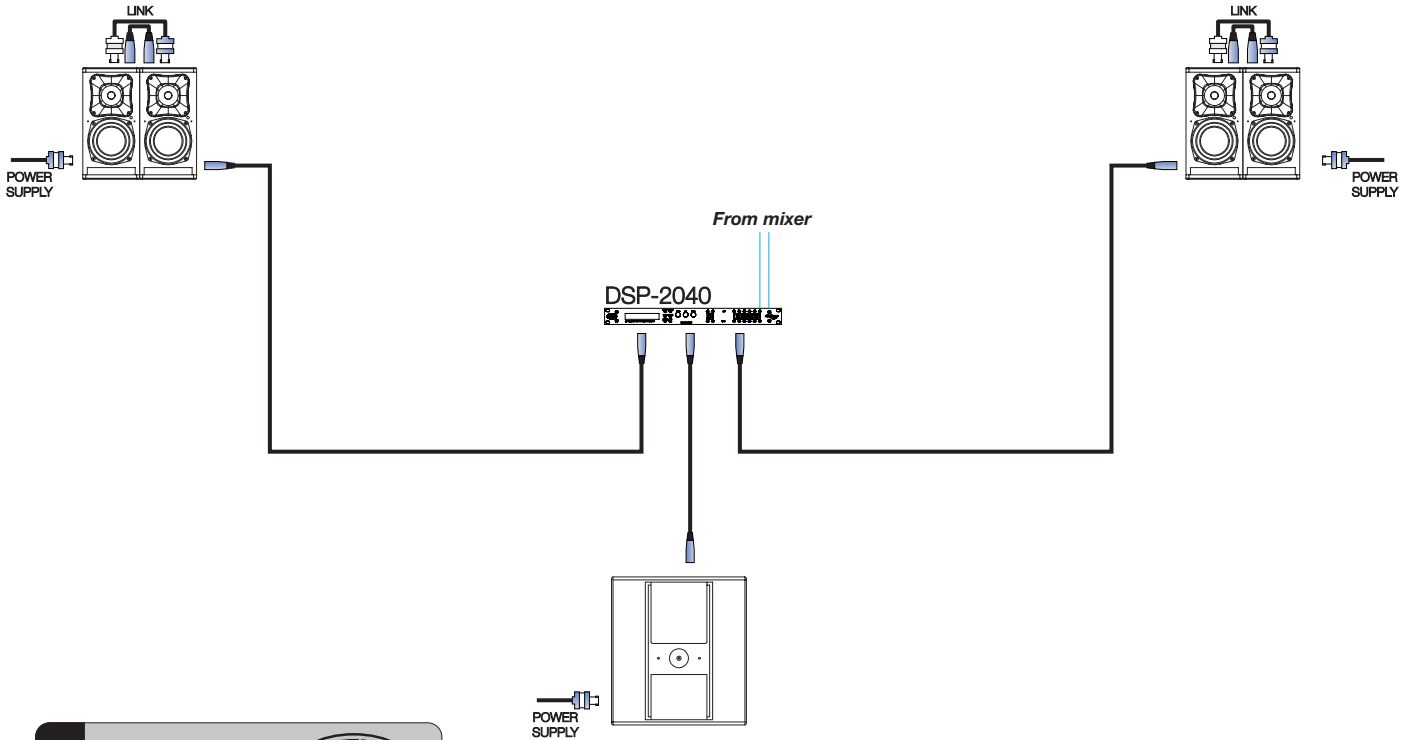 LINK
LINK
POWER
SUPPLY
POWER
SUPPLY
From mixer
DSP-2040
POWER
SUPPLY